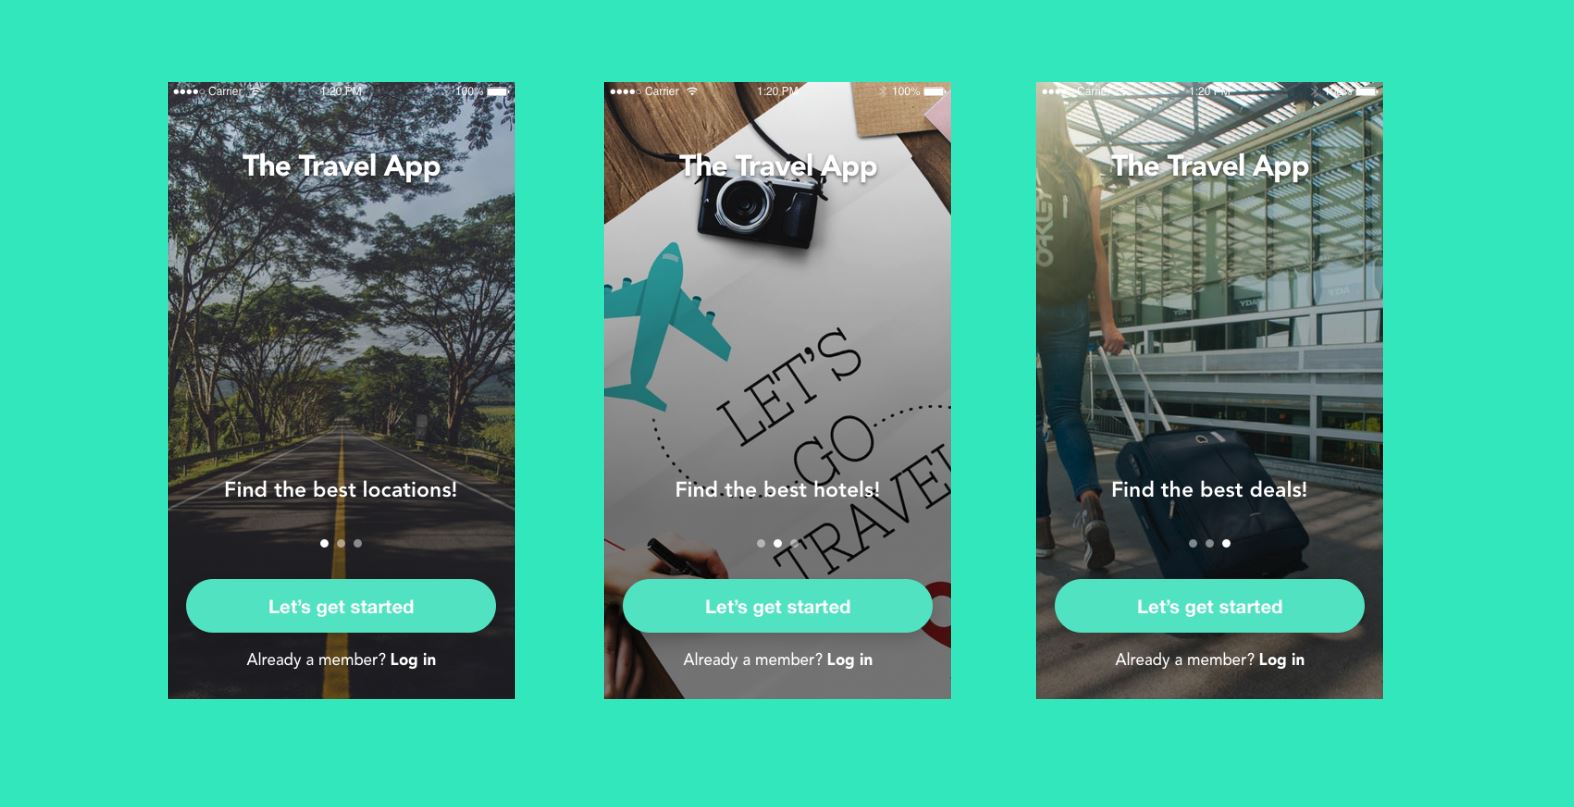 Carrier 1:20 PM 100%
The Travel App
LET'S
GO
TRAVEL
Find the best locations!
Let's get started
Already a member? Log in
Carrier 1:20 PM 100%
The Travel App
Find the best hotels!
Let's get started
Already a member? Log in
Carrier 1:20 PM 100%
The Travel App
OAKLEY
Find the best deals!
Let's get started
Already a member? Log in